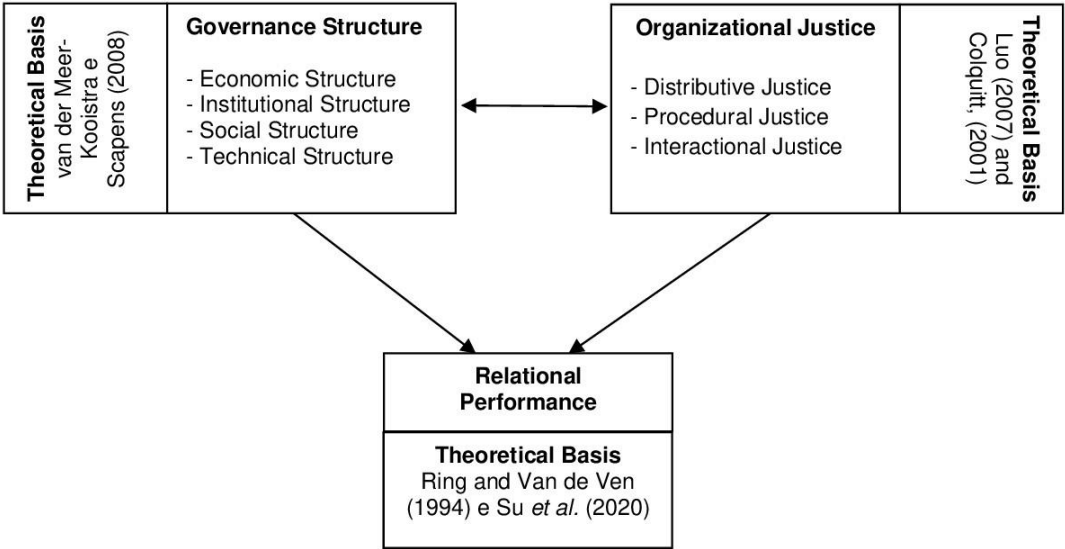 Theoretical Basis
van der Meer-
Kooistra e
Scapens (2008)
Governance Structure
- Economic Structure
- Institutional Structure
- Social Structure
- Technical Structure
Organizational Justice
- Distributive Justice
- Procedural Justice
- Interactional Justice
Theoretical Basis
Luo (2007) and
Colquitt, (2001)
Relational
Performance
Theoretical Basis
Ring and Van de Ven
(1994) e Su et al. (2020)